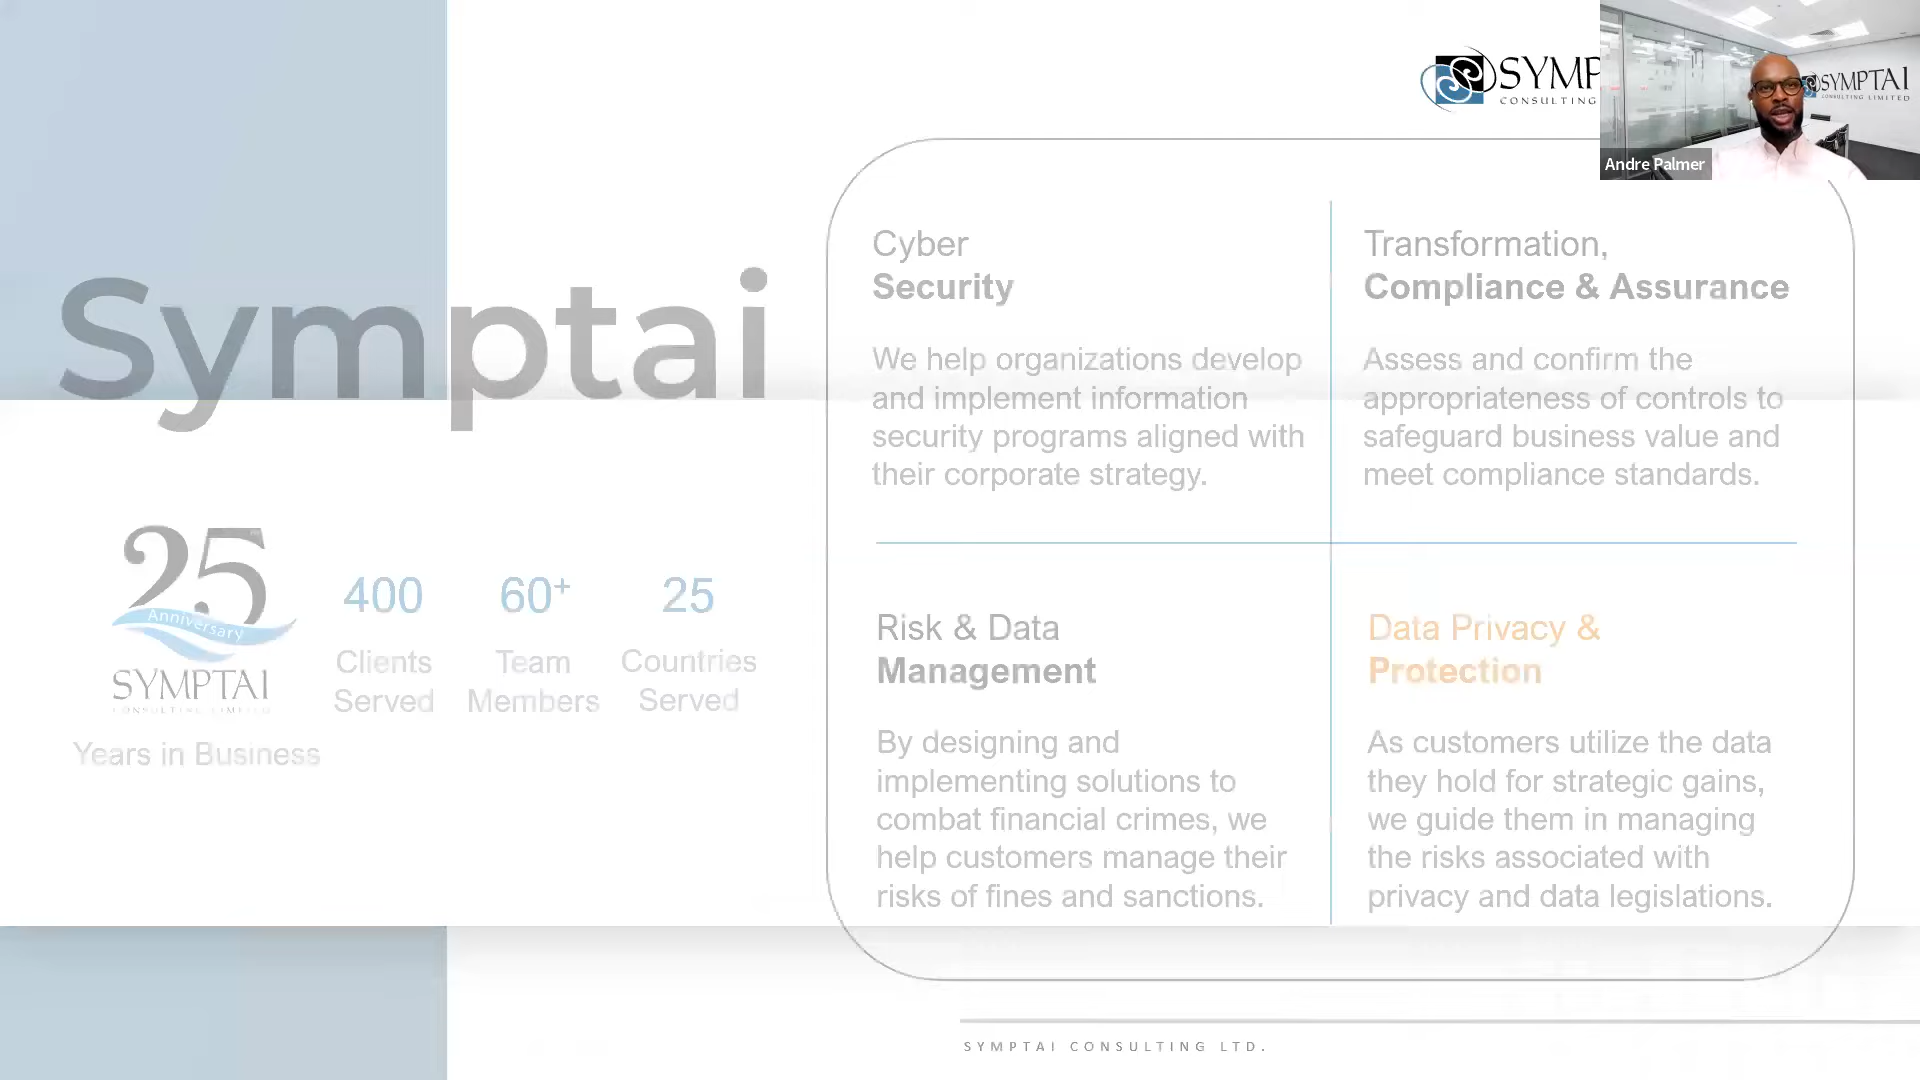 SYMP
CONSULTING
SYMPTAI
CONSULTING LIMITED
Andre Palmer
Symptai
25
Anniversary
SYMPTAI
CONSULTING LIMITED
Years in Business
400
Clients
Served
60+
Team
Members
25
Countries
Served
Cyber
Security
We help organizations develop
and implement information
security programs aligned with
their corporate strategy.
Transformation,
Compliance & Assurance
Assess and confirm the
appropriateness of controls to
safeguard business value and
meet compliance standards.
Risk & Data
Management
By designing and
implementing solutions to
combat financial crimes, we
help customers manage their
risks of fines and sanctions.
Data Privacy &
Protection
As customers utilize the data
they hold for strategic gains,
we guide them in managing
the risks associated with
privacy and data legislations.
SYMPTAI CONSULTING LTD.